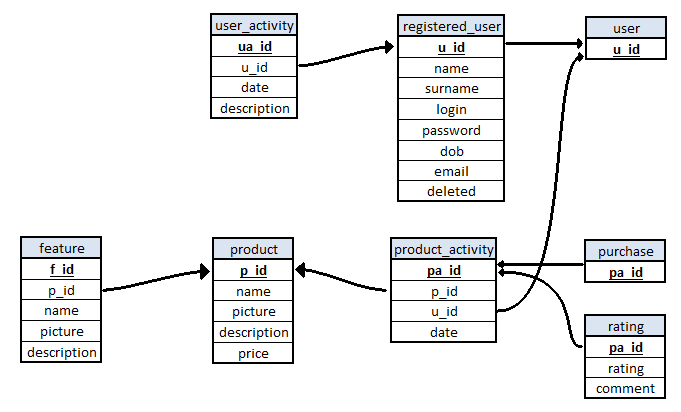 user_activity
ua_id
u_id
date
description
registered_user
u_id
name
surname
login
password
dob
email
deleted
user
u_id
feature
f_id
p_id
name
picture
description
product
p_id
name
picture
description
price
product_activity
pa_id
p_id
u_id
date
purchase
pa_id
rating
pa_id
rating
comment